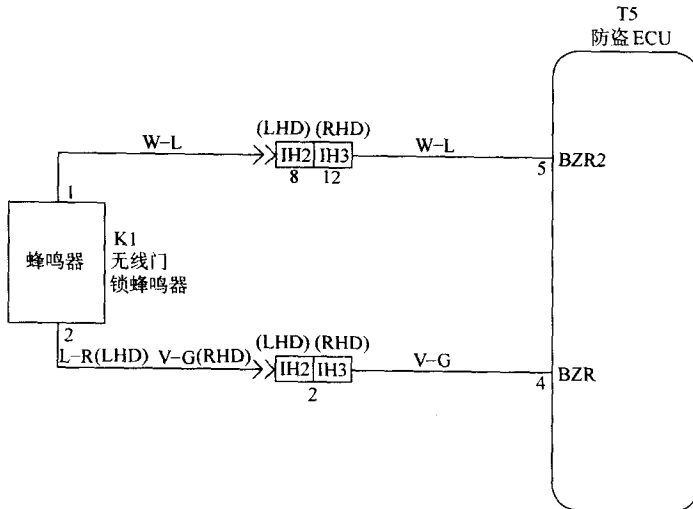 T5
防盗ECU
(LHD) (RHD)
W-L
IH2 IH3
W-L
8 12
5
BZR2
1
蜂鸣器
K1
无线门
锁蜂鸣器
2
(LHD) (RHD)
L-R(LHD) V-G(RHD)
IH2 IH3
V-G
2
4
BZR